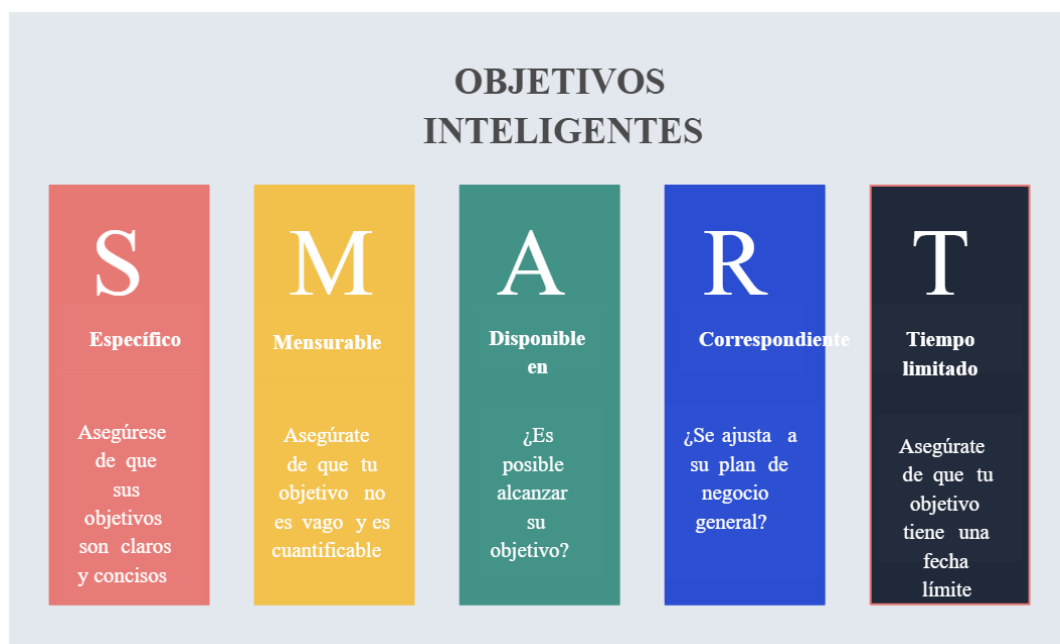 OBJETIVOS
INTELIGENTES
S
Específico
Asegúrese
de que
sus
objetivos
son claros
y concisos
M
Mensurable
Asegúrate
de que tu
objetivo no
es vago y es
cuantificable
A
Disponible
en
¿Es
posible
alcanzar
su
objetivo?
R
Correspondiente
¿Se ajusta a
su plan de
negocio
general?
T
Tiempo
limitado
Asegúrate
de que tu
objetivo
tiene una
fecha
límite